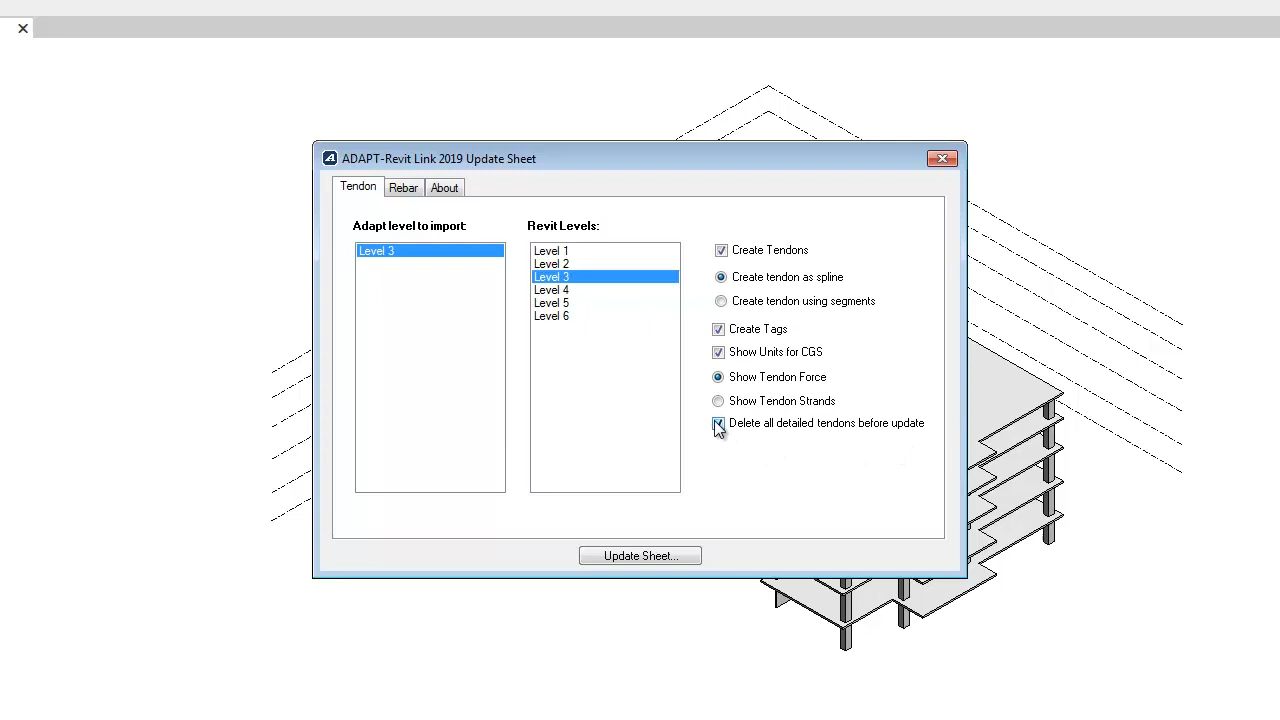 ADAPT-Revit Link 2019 Update Sheet
Tendon Rebar About
Adapt level to import: Revit Levels:
Level 3
Level 1
Level 2
Level 3
Level 4
Level 5
Level 6
Create Tendons
Create tendon as spline
Create tendon using segments
Create Tags
Show Units for CGS
Show Tendon Force
Show Tendon Strands
Delete all detailed tendons before update
Update Sheet...